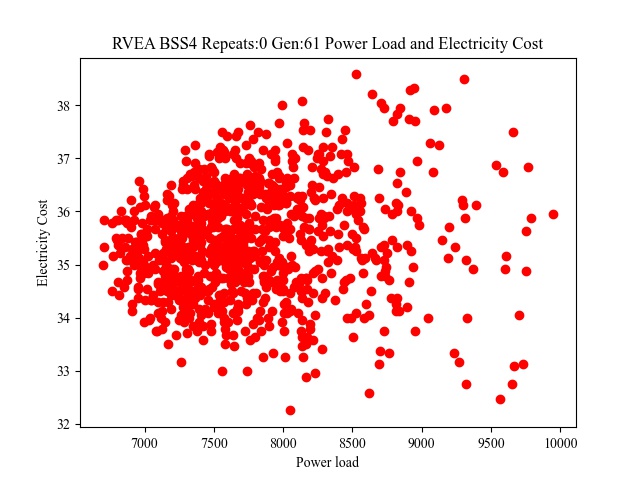 RVEA BSS4 Repeats:0 Gen:61 Power Load and Electricity Cost
38
37
36
35
34
33
32
Electricity Cost
7000 7500 8000 8500 9000 9500 10000
Power load